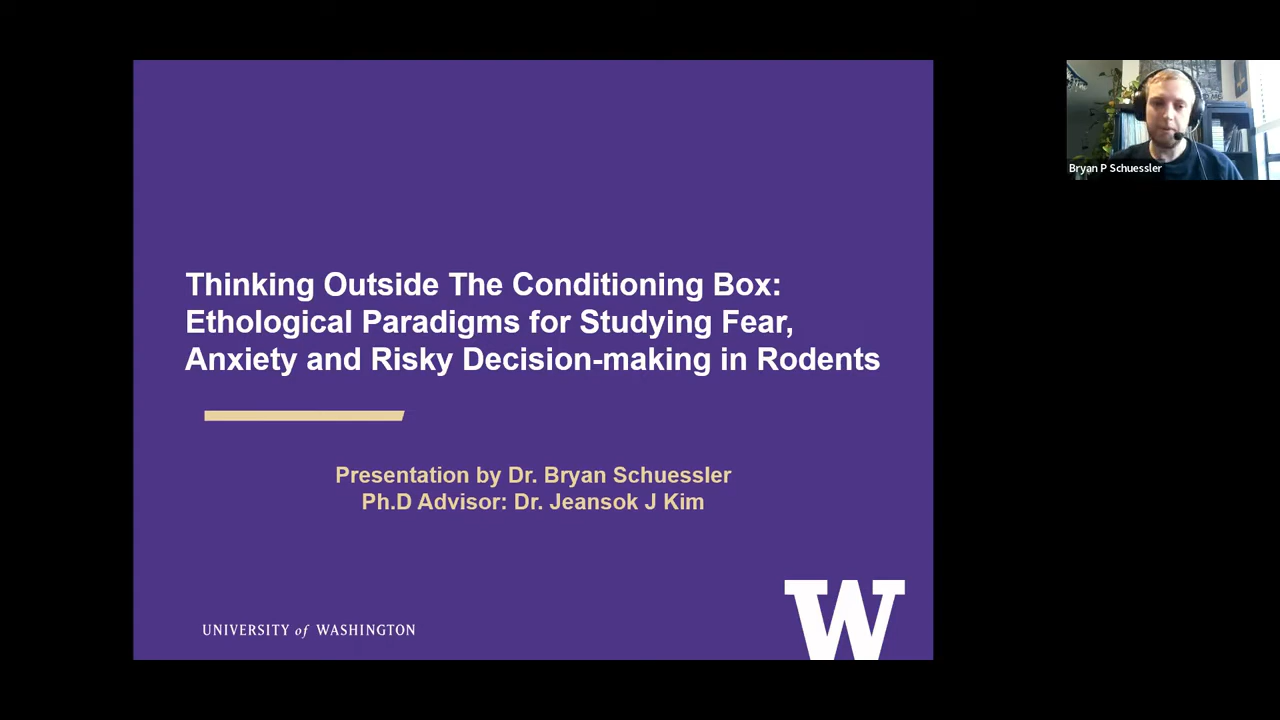 Thinking Outside The Conditioning Box:
Ethological Paradigms for Studying Fear,
Anxiety and Risky Decision-making in Rodents
Presentation by Dr. Bryan Schuessler
Ph.D Advisor: Dr. Jeansok J Kim
UNIVERSITY of WASHINGTON
W
Bryan P Schuessler